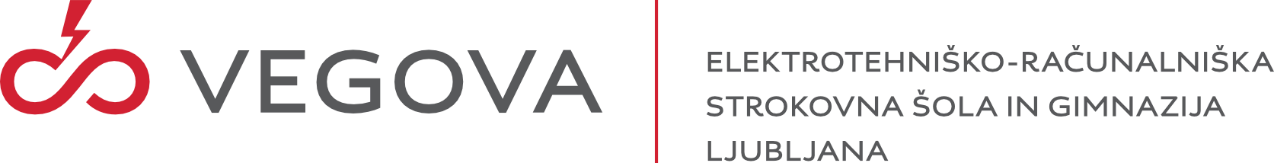 VEGOVA
ELEKTROTEHNIŠKO-RAČUNALNIŠKA
STROKOVNA ŠOLA IN GIMNAZIJA
LJUBLJANA